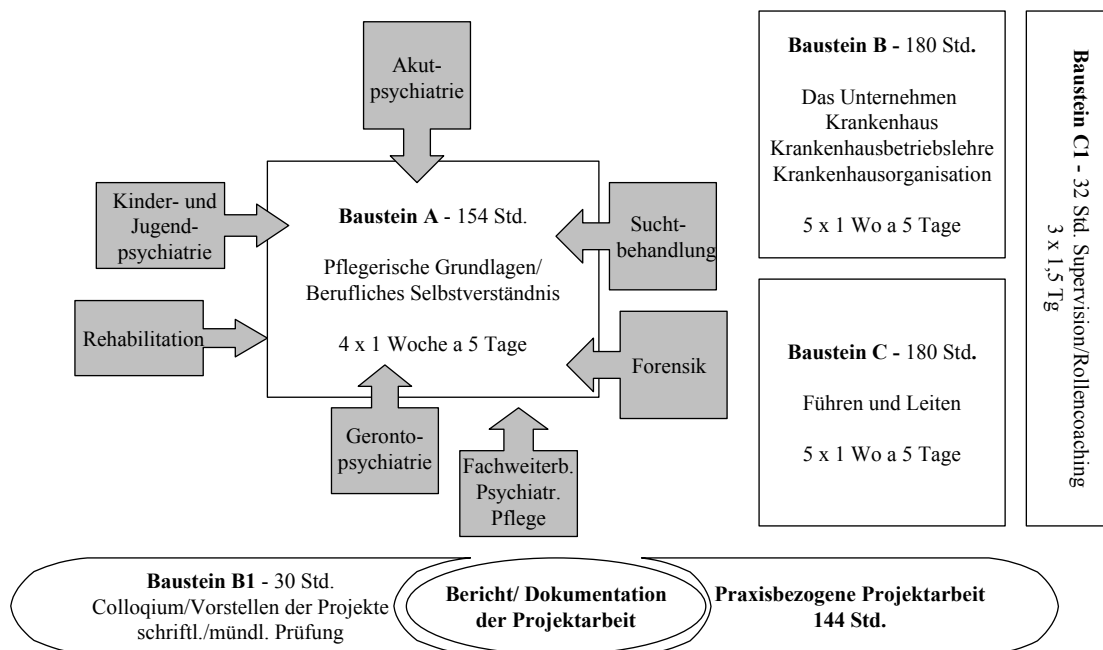 Akut-
psychiatrie
Kinder- und
Jugend-
psychiatrie
Rehabilitation
Baustein A - 154 Std.
Pflegerische Grundlagen/
Berufliches Selbstverständnis
4 x 1 Woche a 5 Tage
Sucht-
behandlung
Forensik
Geronto-
psychiatrie
Fachweiterb.
Psychiatr.
Pflege
Baustein B - 180 Std.
Das Unternehmen
Krankenhaus
Krankenhausbetriebslehre
Krankenhausorganisation
5 x 1 Wo a 5 Tage
Baustein C - 180 Std.
Führen und Leiten
5 x 1 Wo a 5 Tage
Baustein C1 - 32 Std. Supervision/Rollencoaching
3 x 1,5 Tg
Baustein B1 - 30 Std.
Colloqium/Vorstellen der Projekte
schriftl./mündl. Prüfung
Bericht/ Dokumentation
der Projektarbeit
Praxisbezogene Projektarbeit
144 Std.